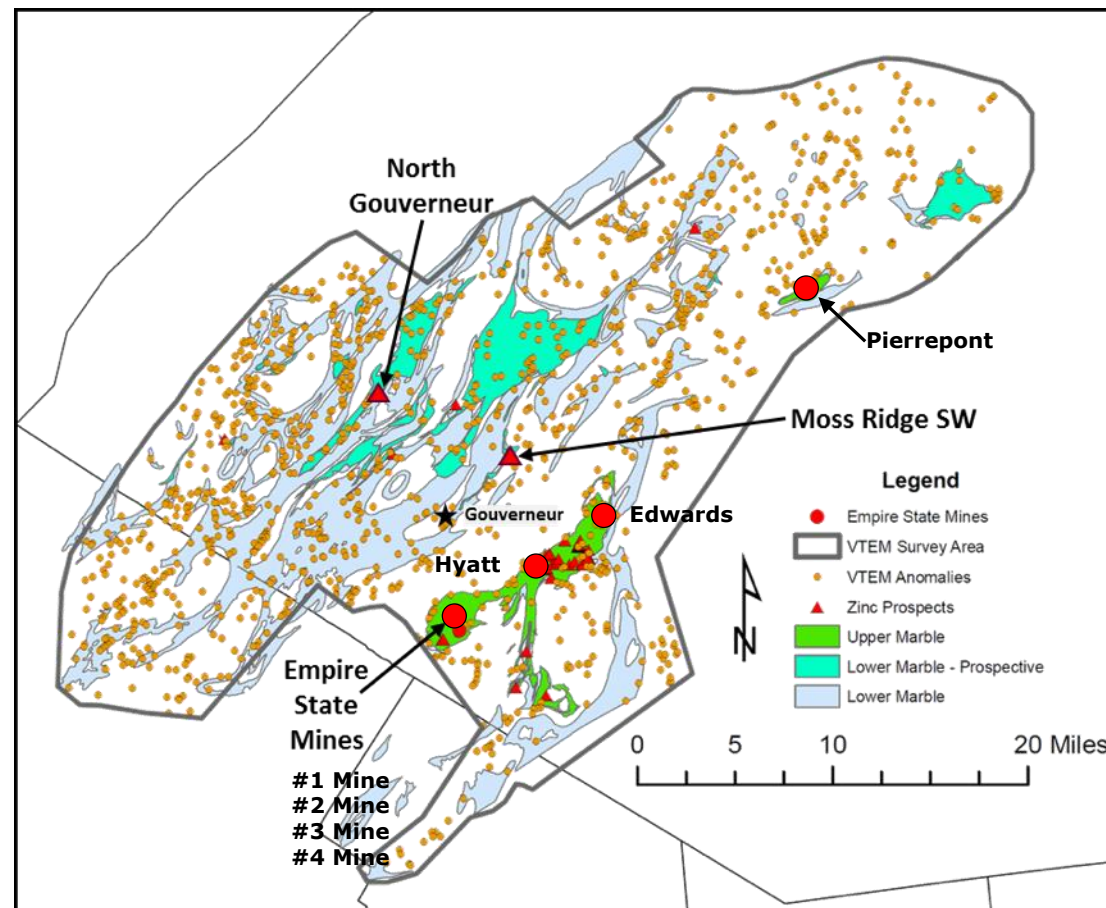 North
Gouverneur
Pierrepont
Moss Ridge SW
Gouverneur
Edwards
Hyatt
Empire
State
Mines
#1 Mine
#2 Mine
#3 Mine
#4 Mine
Legend
Empire State Mines
VTEM Survey Area
VTEM Anomalies
Zinc Prospects
Upper Marble
Lower Marble - Prospective
Lower Marble
N
0 5 10 20 Miles